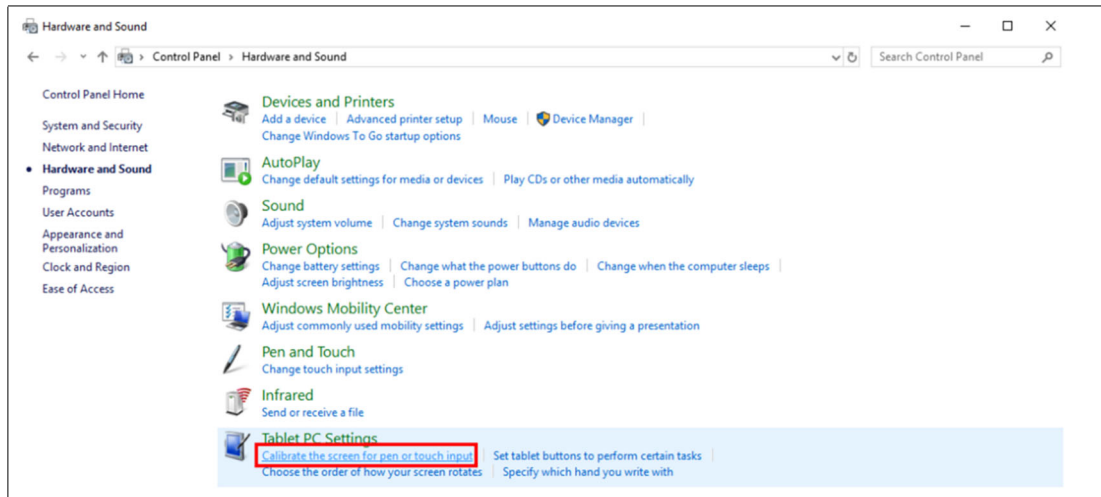 Hardware and Sound
Control Panel > Hardware and Sound
Search Control Panel
Control Panel Home
System and Security
Network and Internet
Hardware and Sound
Programs
User Accounts
Appearance and
Personalization
Clock and Region
Ease of Access
Devices and Printers
Add a device | Advanced printer setup | Mouse | Device Manager |
Change Windows To Go startup options
AutoPlay
Change default settings for media or devices | Play CDs or other media automatically
Sound
Adjust system volume | Change system sounds | Manage audio devices
Power Options
Change battery settings | Change what the power buttons do | Change when the computer sleeps |
Adjust screen brightness | Choose a power plan
Windows Mobility Center
Adjust commonly used mobility settings | Adjust settings before giving a presentation
Pen and Touch
Change touch input settings
Infrared
Send or receive a file
Tablet PC Settings
Calibrate the screen for pen or touch input | Set tablet buttons to perform certain tasks |
Choose the order of how your screen rotates | Specify which hand you write with